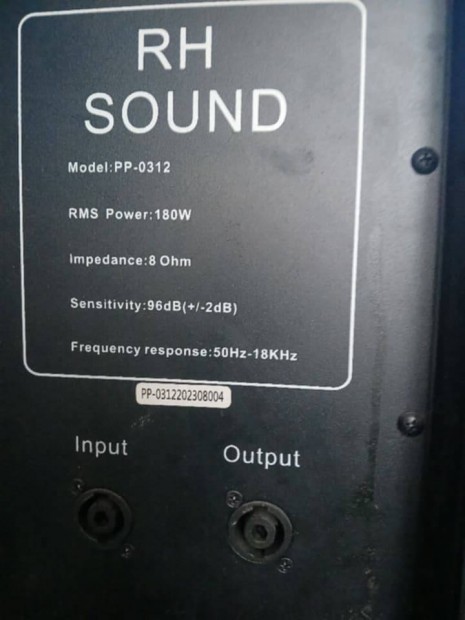 RH
SOUND
Model:PP-0312
RMS Power:180W
Impedance:8 Ohm
Sensitivity:96dB(+/-2dB)
Frequency response:50Hz-18KHz
PP-0312202308004
Input
Output